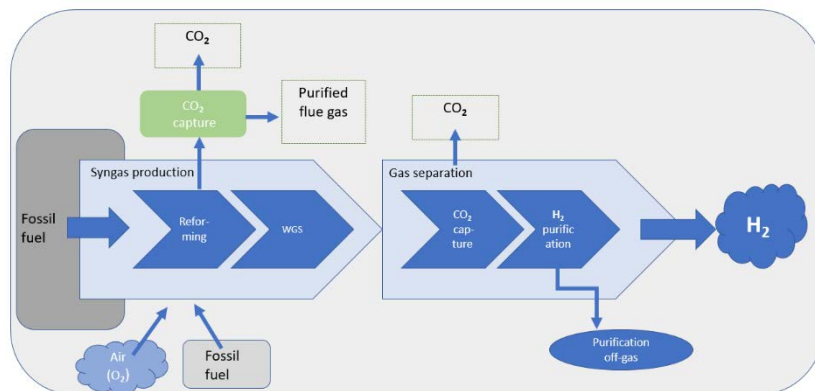 CO₂
CO₂
capture
Purified
flue gas
CO₂
Syngas production
Gas separation
Fossil
fuel
Refor-
ming
WGS
CO₂
cap-
ture
H₂
purific
ation
H₂
Air
(O₂)
Fossil
fuel
Purification
off-gas